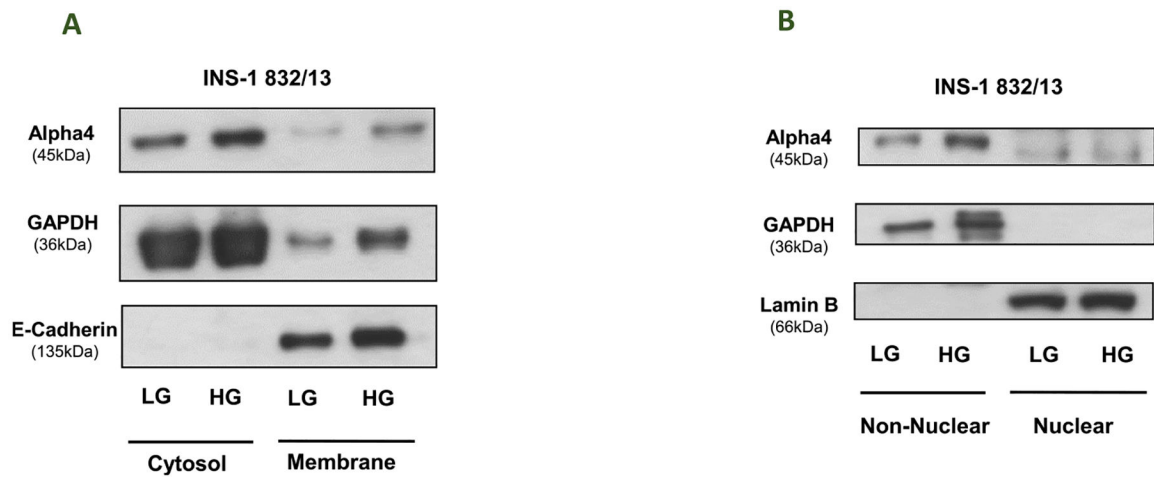 A
INS-1 832/13
Alpha4
(45kDa)
GAPDH
(36kDa)
E-Cadherin
(135kDa)
LG HG LG HG
Cytosol Membrane
B
INS-1 832/13
Alpha4
(45kDa)
GAPDH
(36kDa)
Lamin B
(66kDa)
LG HG LG HG
Non-Nuclear Nuclear